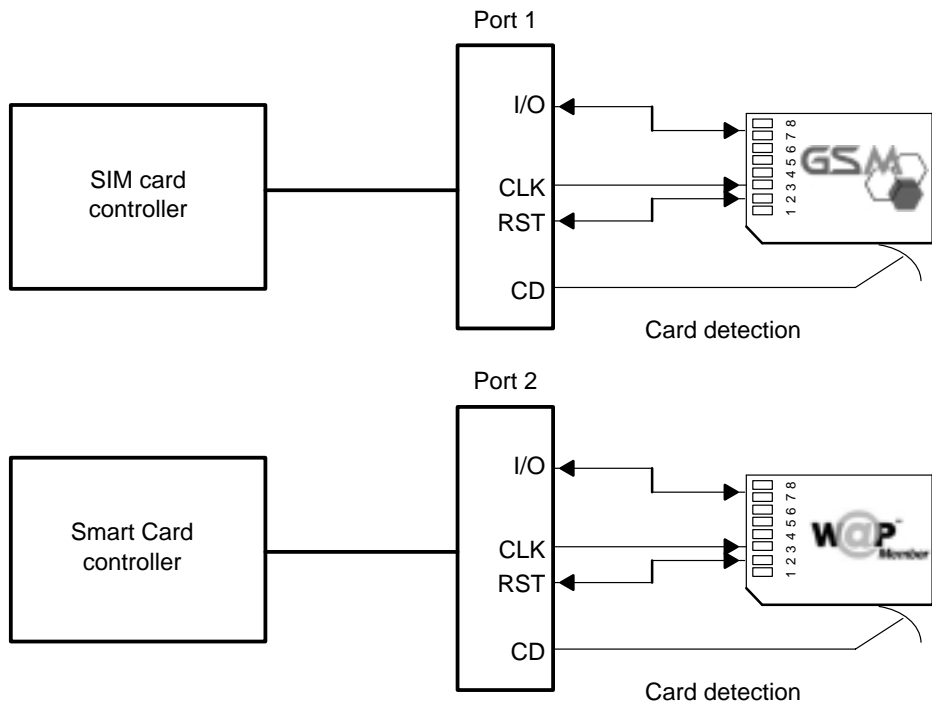 Port 1
I/O
SIM card
controller
CLK
RST
CD
1 2 3 4 5 6 7 8
GSM
Card detection
Port 2
I/O
Smart Card
controller
CLK
RST
CD
1 2 3 4 5 6 7 8
W@P
Member
Card detection